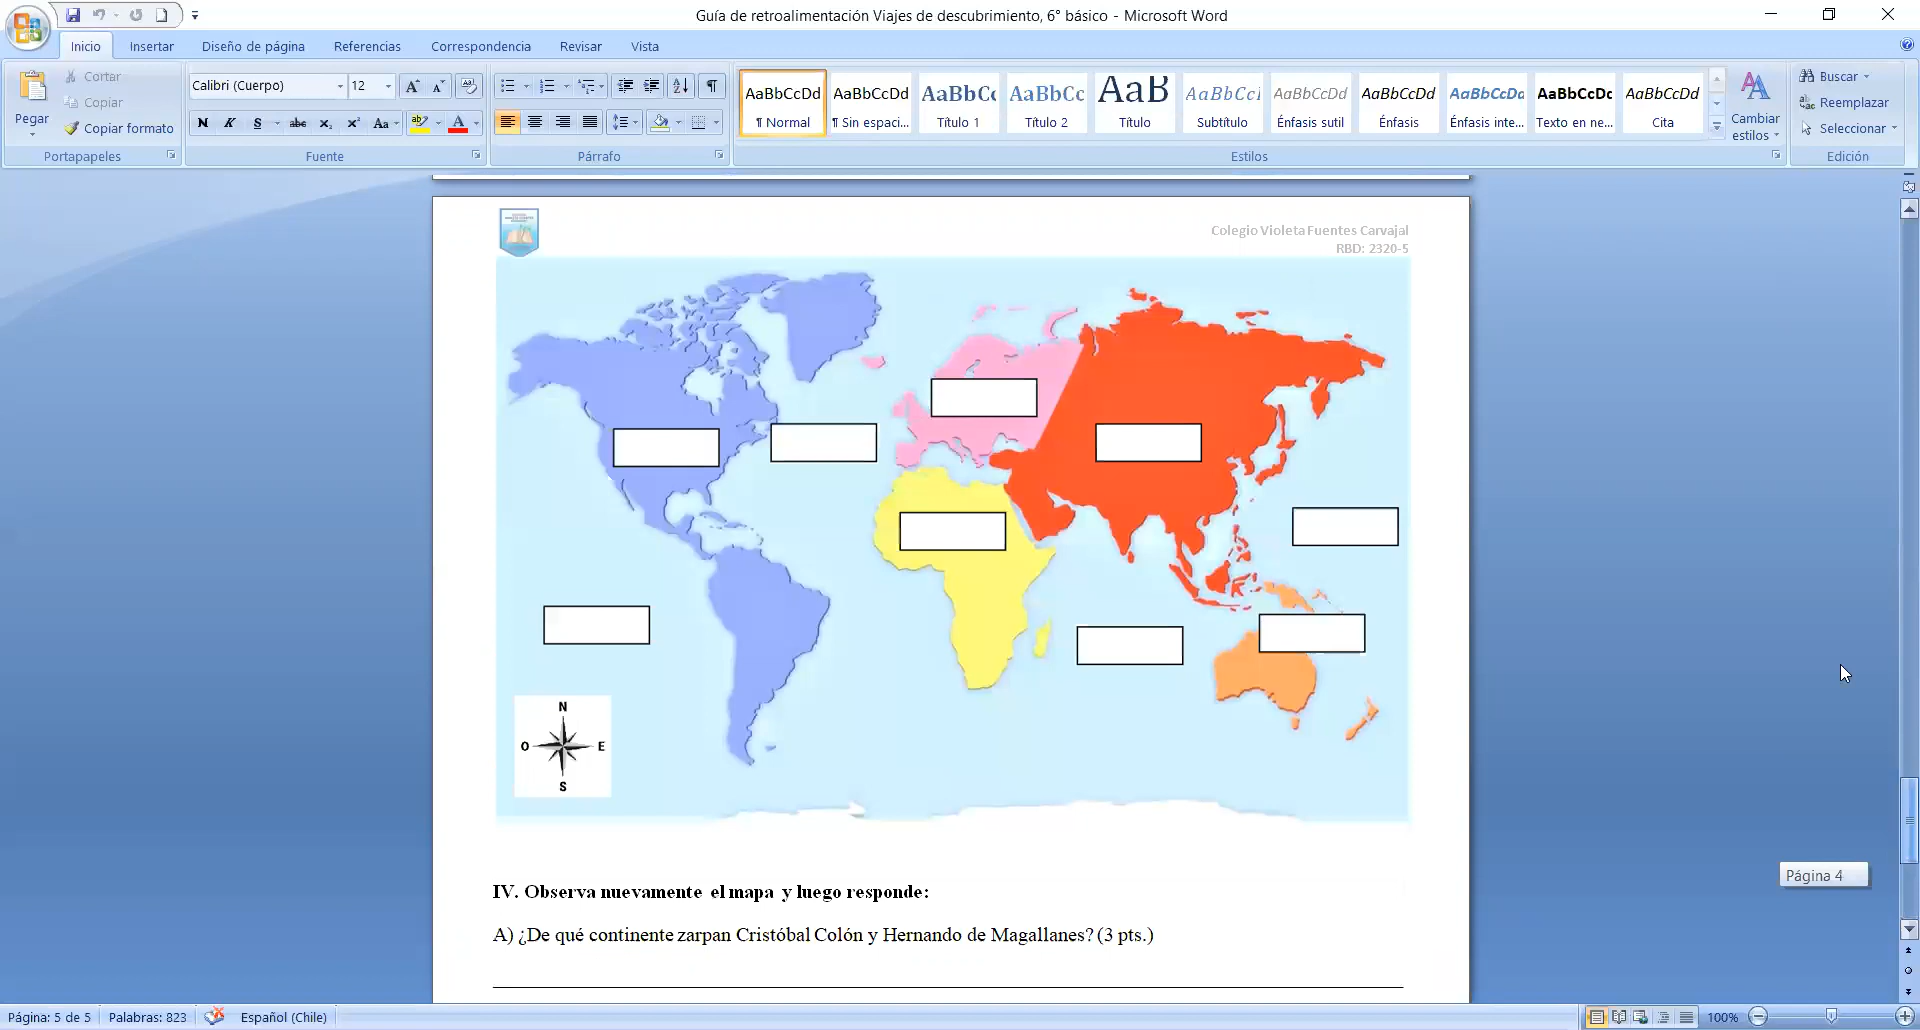 Guía de retroalimentación Viajes de descubrimiento, 6° básico - Microsoft Word
Inicio Insertar Diseño de página Referencias Correspondencia Revisar Vista
Pegar
Cortar
Copiar
Copiar formato
Portapapeles
Calibri (Cuerpo) 12
N K S abc x₂ x² Aa
Fuente
Párrafo
AaBbCcDd AaBbCcDd AaBbCc AaBbCc AaB AaBbCcI AaBbCcDd AaBbCcDd AaBbCcDa AaBbCcDc AaBbCcDd
¶ Normal ¶ Sin espaci... Título 1 Título 2 Título Subtítulo Énfasis sutil Énfasis Énfasis inte... Texto en ne... Cita
Estilos
Cambiar
estilos
Buscar
Reemplazar
Seleccionar
Edición
Colegio Violeta Fuentes Carvajal
RBD: 2320-5
N
O E
S
IV. Observa nuevamente el mapa y luego responde:
A) ¿De qué continente zarpan Cristóbal Colón y Hernando de Magallanes? (3 pts.)
Página 4
Página: 5 de 5 Palabras: 823 Español (Chile) 100%